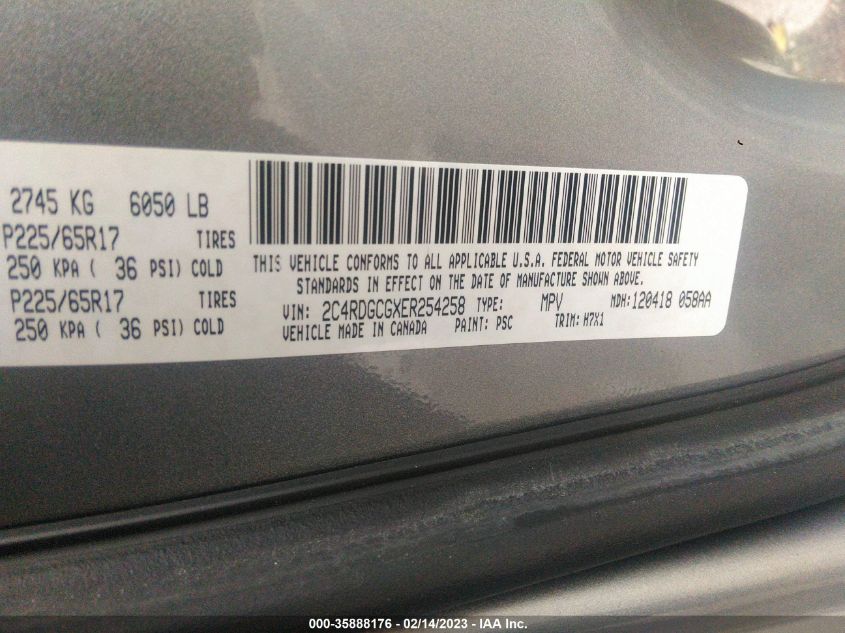 2745 KG 6050 LB
P225/65R17 TIRES
250 KPA ( 36 PSI) COLD
P225/65R17 TIRES
250 KPA ( 36 PSI) COLD
THIS VEHICLE CONFORMS TO ALL APPLICABLE U.S.A. FEDERAL MOTOR VEHICLE SAFETY
STANDARDS IN EFFECT ON THE DATE OF MANUFACTURE SHOWN ABOVE.
VIN: 2C4RDGCGXER254258 TYPE: MPV MDH:120418 058AA
VEHICLE MADE IN CANADA PAINT: PSC TRIM: H7X1
000-35888176 - 02/14/2023 - IAA Inc.